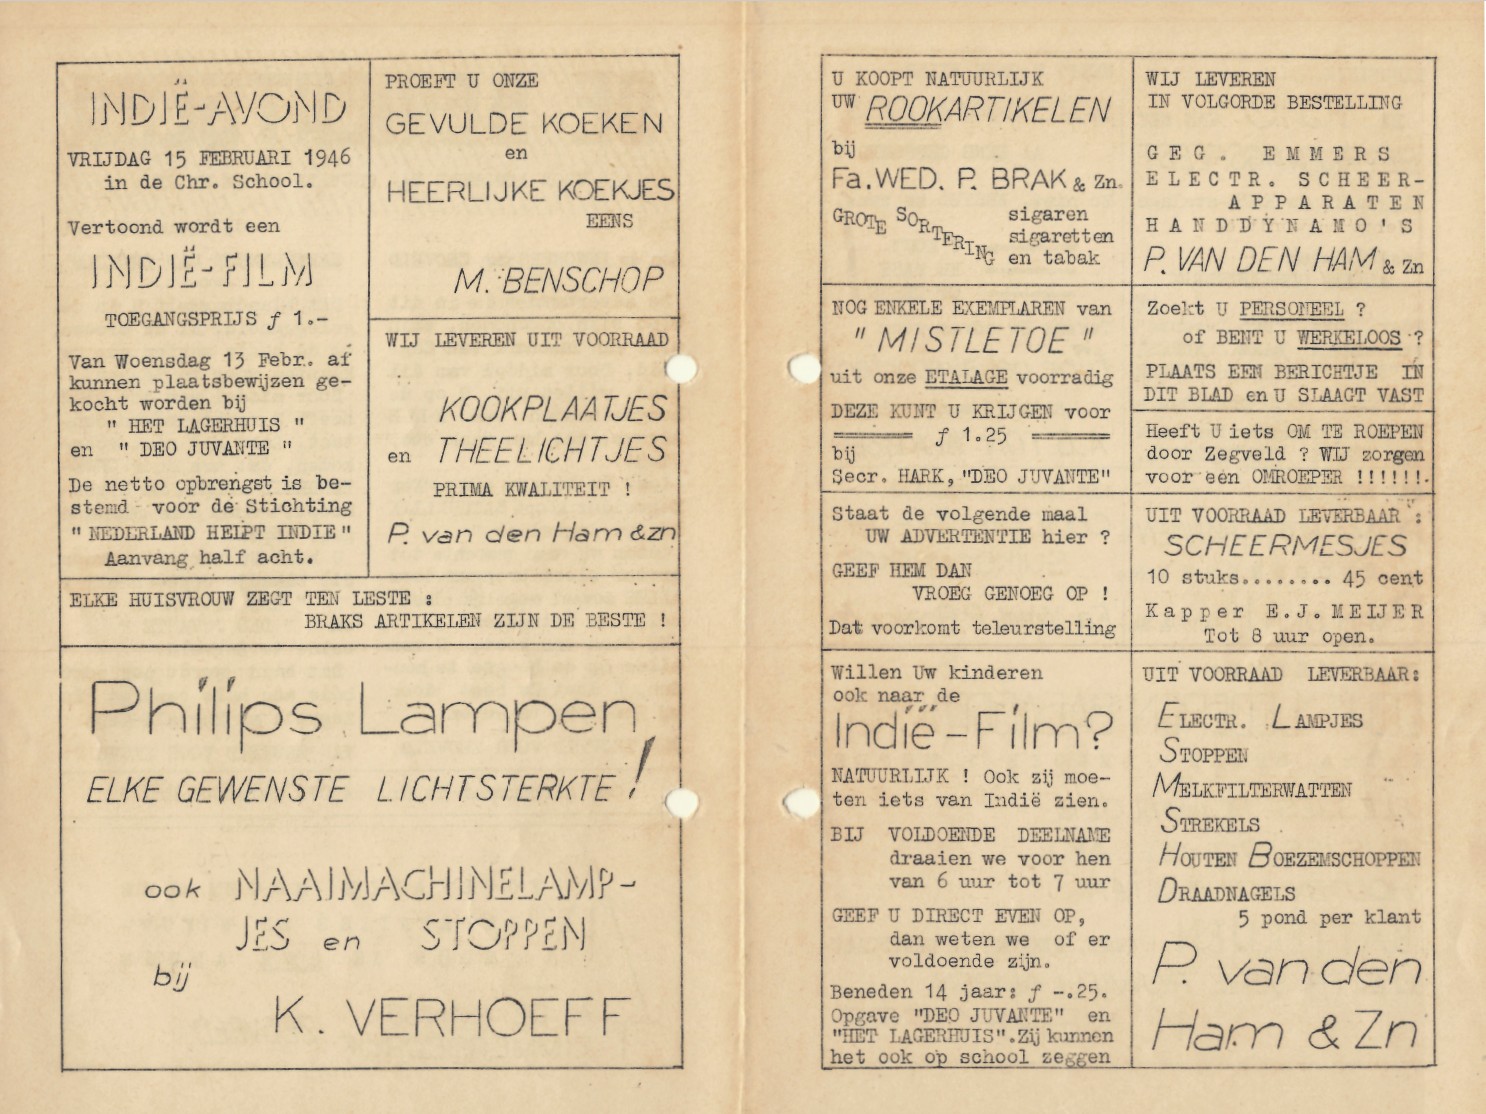 INDIË-AVOND
VRIJDAG 15 FEBRUARI 1946
in de Chr. School.
Vertoond wordt een
INDIË-FILM
TOEGANGSPRIJS ƒ 1.-
Van Woensdag 13 Febr. af
kunnen plaatsbewijzen ge-
kocht worden bij
" HET LAGERHUIS "
en " DEO JUVANTE "
De netto opbrengst is be-
stemd voor de Stichting
" NEDERLAND HELPT INDIE "
Aanvang half acht.
PROEFT U ONZE
GEVULDE KOEKEN
en
HEERLIJKE KOEKJES
EENS
M. BENSCHOP
WIJ LEVEREN UIT VOORRAAD
KOOKPLAATJES
en THEELICHTJES
PRIMA KWALITEIT !
P. van den Ham & zn
ELKE HUISVROUW ZEGT TEN LESTE :
BRAKS ARTIKELEN ZIJN DE BESTE !
Philips Lampen
ELKE GEWENSTE LICHTSTERKTE !
ook NAAIMACHINELAMP-
JES en STOPPEN
bij
K. VERHOEFF
U KOOPT NATUURLIJK
UW ROOKARTIKELEN
bij
Fa. WED. P. BRAK & Zn.
GROTE SORTERING
sigaren
sigaretten
en tabak
NOG ENKELE EXEMPLAREN van
" MISTLETOE "
uit onze ETALAGE voorradig
DEZE KUNT U KRIJGEN voor
ƒ 1.25
bij
Secr. HARK, "DEO JUVANTE"
Staat de volgende maal
UW ADVERTENTIE hier ?
GEEF HEM DAN
VROEG GENOEG OP !
Dat voorkomt teleurstelling
Willen Uw kinderen
ook naar de
Indië-Film?
NATUURLIJK ! Ook zij moe-
ten iets van Indië zien.
BIJ VOLDOENDE DEELNAME
draaien we voor hen
van 6 uur tot 7 uur
GEEF U DIRECT EVEN OP,
dan weten we of er
voldoende zijn.
Beneden 14 jaar: ƒ -.25.
Opgave "DEO JUVANTE" en
"HET LAGERHUIS".Zij kunnen
het ook op school zeggen
WIJ LEVEREN
IN VOLGORDE BESTELLING
GEG. EMMERS
ELECTR. SCHEER-
APPARATEN
HANDDYNAMO'S
P. VAN DEN HAM & Zn
Zoekt U PERSONEEL ?
of BENT U WERKELOOS ?
PLAATS EEN BERICHTJE IN
DIT BLAD en U SLAAGT VAST
Heeft U iets OM TE ROEPEN
door Zegveld ? WIJ zorgen
voor een OMROEPER !!!!!!.
UIT VOORRAAD LEVERBAAR :
SCHEERMESJES
10 stuks........ 45 cent
Kapper E.J.MEIJER
Tot 8 uur open.
UIT VOORRAAD LEVERBAAR:
ELECTR. LAMPJES
STOPPEN
MELKFILTERWATTEN
STREKELS
HOUTEN BOEZEMSCHOPPEN
DRAADNAGELS
5 pond per klant
P. van den
Ham & Zn